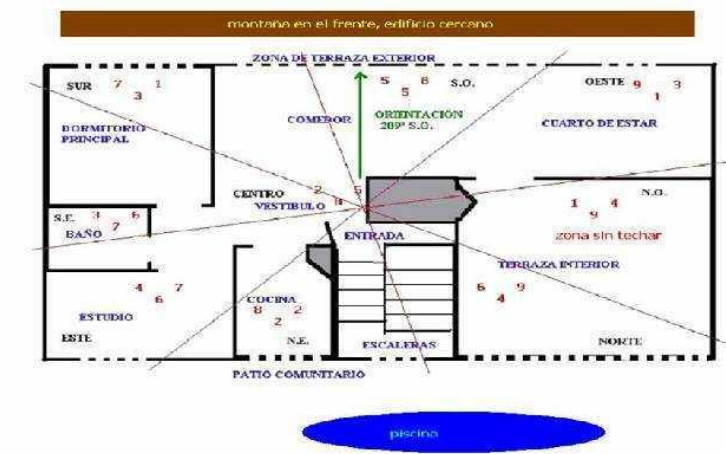 montaña en el frente, edificio cercano
ZONA DE TERRAZA EXTERIOR
SUR 7 1
3
DORMITORIO
PRINCIPAL
COMEDOR
5 6
5
S.O.
ORIENTACIÓN
209º S.O.
OESTE 9 3
1
CUARTO DE ESTAR
CENTRO 2 5
VESTIBULO 8
ENTRADA
S.E. 3 6
BAÑO 7
N.O.
1 4
9
zona sin techar
TERRAZA INTERIOR
4 7
6
ESTUDIO
ESTE
COCINA
8 2
2
N.E.
ESCALERAS
6 9
4
NORTE
PATIO COMUNITARIO
piscina